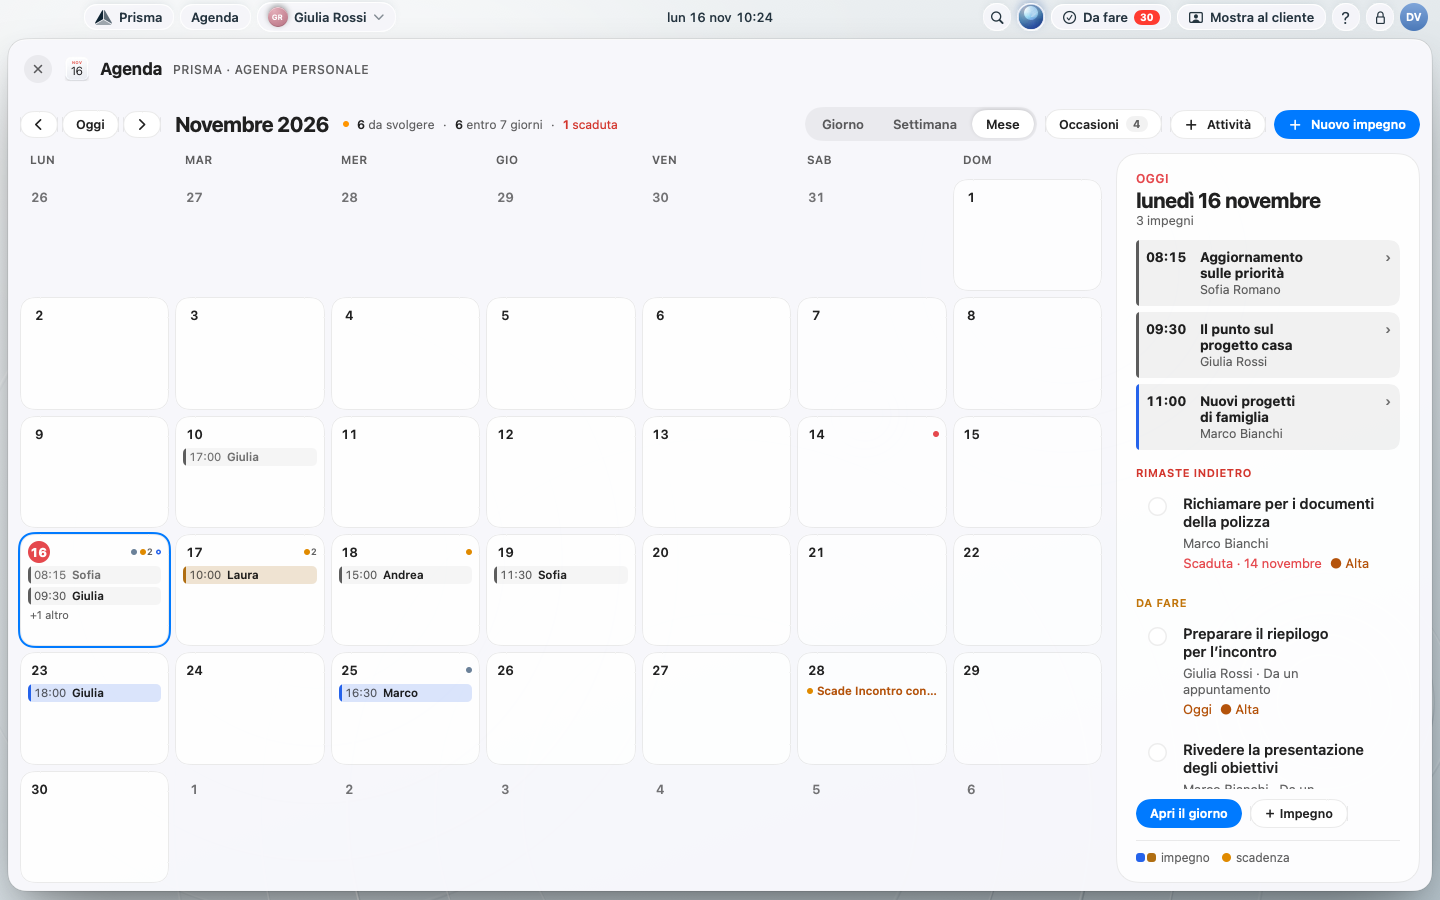 Prisma Agenda GR Giulia Rossi lun 16 nov 10:24 Da fare 30 Mostra al cliente ? DV
NOV
16
Agenda PRISMA · AGENDA PERSONALE
Oggi Novembre 2026 6 da svolgere · 6 entro 7 giorni · 1 scaduta Giorno Settimana Mese Occasioni 4 + Attività + Nuovo impegno
LUN MAR MER GIO VEN SAB DOM
26 27 28 29 30 31 1
2 3 4 5 6 7 8
9 10 11 12 13 14 15
17:00 Giulia
16 2 17 2 18 19 20 21 22
08:15 Sofia 10:00 Laura 15:00 Andrea 11:30 Sofia
09:30 Giulia
+1 altro
23 24 25 26 27 28 29
18:00 Giulia 16:30 Marco Scade Incontro con...
30 1 2 3 4 5 6
OGGI
lunedì 16 novembre
3 impegni
08:15 Aggiornamento
sulle priorità
Sofia Romano
09:30 Il punto sul
progetto casa
Giulia Rossi
11:00 Nuovi progetti
di famiglia
Marco Bianchi
RIMASTE INDIETRO
Richiamare per i documenti
della polizza
Marco Bianchi
Scaduta · 14 novembre Alta
DA FARE
Preparare il riepilogo
per l’incontro
Giulia Rossi · Da un
appuntamento
Oggi Alta
Rivedere la presentazione
degli obiettivi
Marco Bianchi · Da un
Apri il giorno + Impegno
impegno scadenza